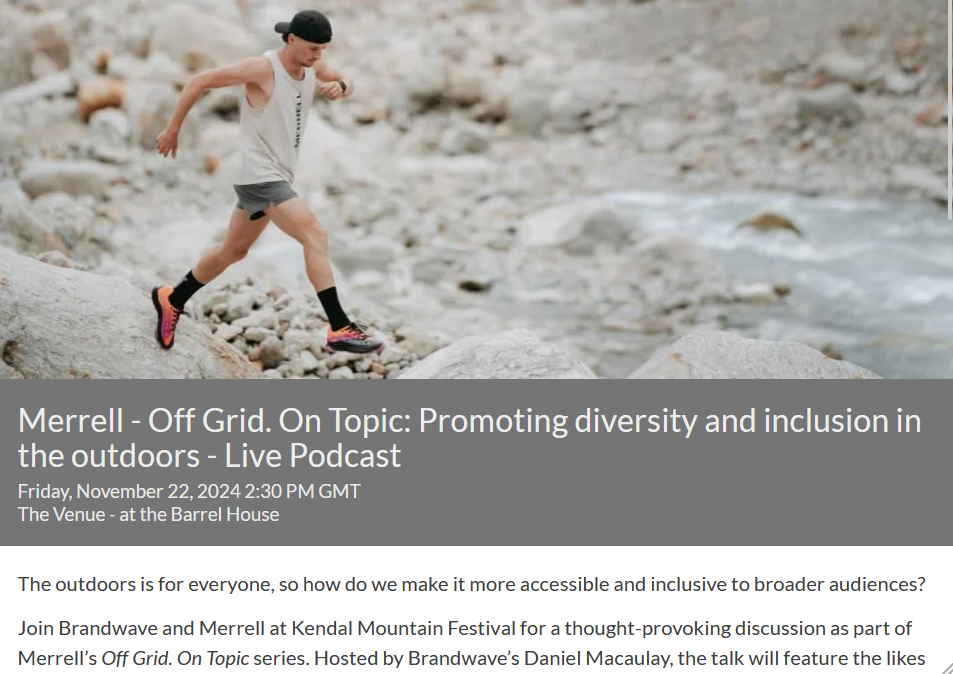 MERRELL
Merrell - Off Grid. On Topic: Promoting diversity and inclusion in
the outdoors - Live Podcast
Friday, November 22, 2024 2:30 PM GMT
The Venue - at the Barrel House
The outdoors is for everyone, so how do we make it more accessible and inclusive to broader audiences?
Join Brandwave and Merrell at Kendal Mountain Festival for a thought-provoking discussion as part of
Merrell’s Off Grid. On Topic series. Hosted by Brandwave’s Daniel Macaulay, the talk will feature the likes